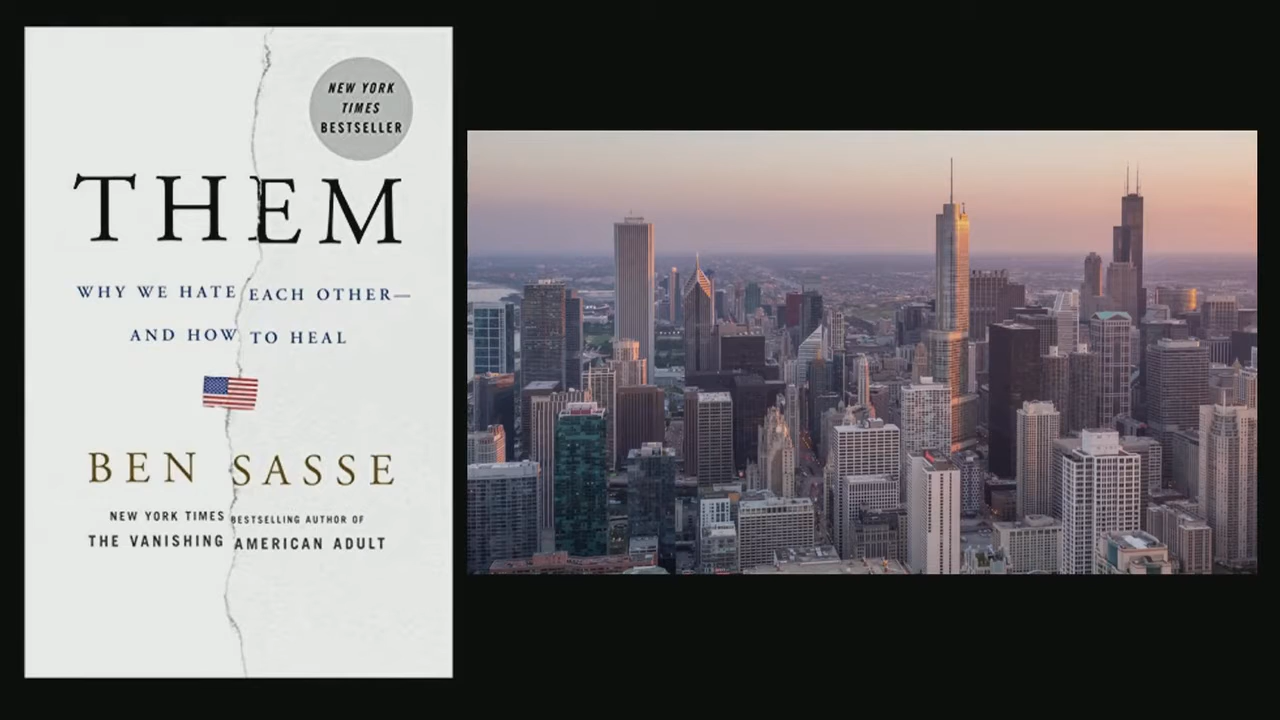 NEW YORK
TIMES
BESTSELLER
THEM
WHY WE HATE EACH OTHER—
AND HOW TO HEAL
BEN SASSE
NEW YORK TIMES BESTSELLING AUTHOR OF
THE VANISHING AMERICAN ADULT